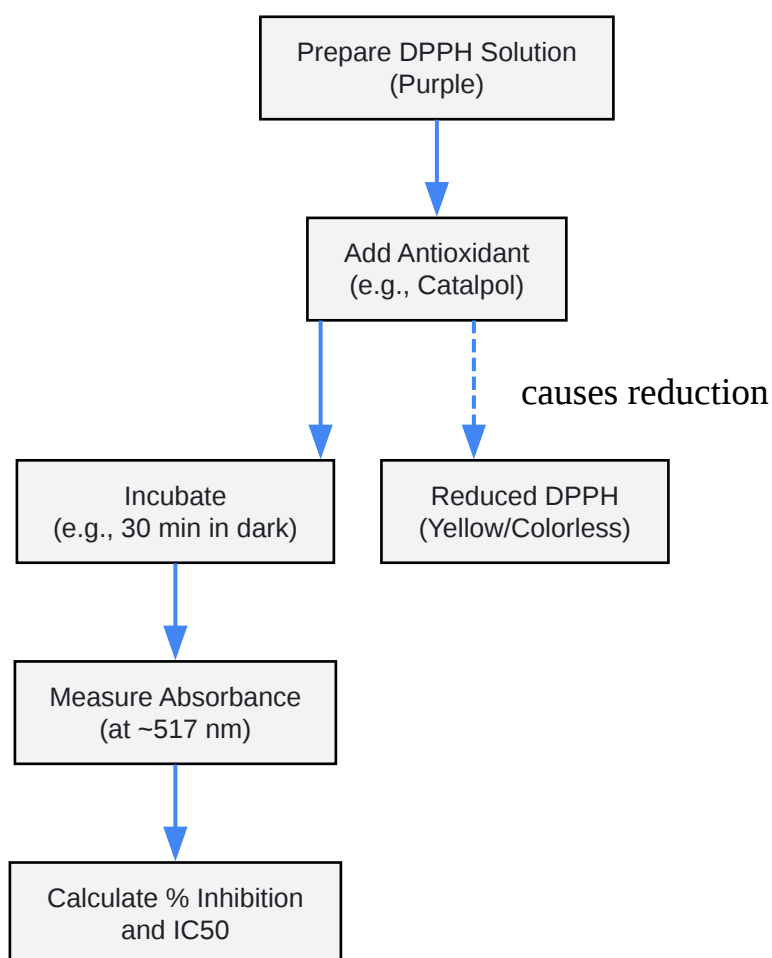 Prepare DPPH Solution
(Purple)
Add Antioxidant
(e.g., Catalpol)
causes reduction
Incubate
(e.g., 30 min in dark)
Reduced DPPH
(Yellow/Colorless)
Measure Absorbance
(at ~517 nm)
Calculate % Inhibition
and IC50